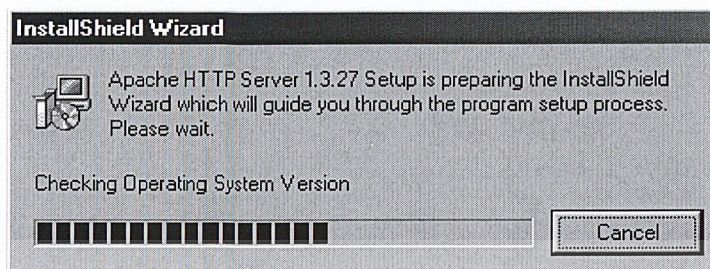 InstallShield Wizard
Apache HTTP Server 1.3.27 Setup is preparing the InstallShield
Wizard which will guide you through the program setup process.
Please wait.
Checking Operating System Version
Cancel